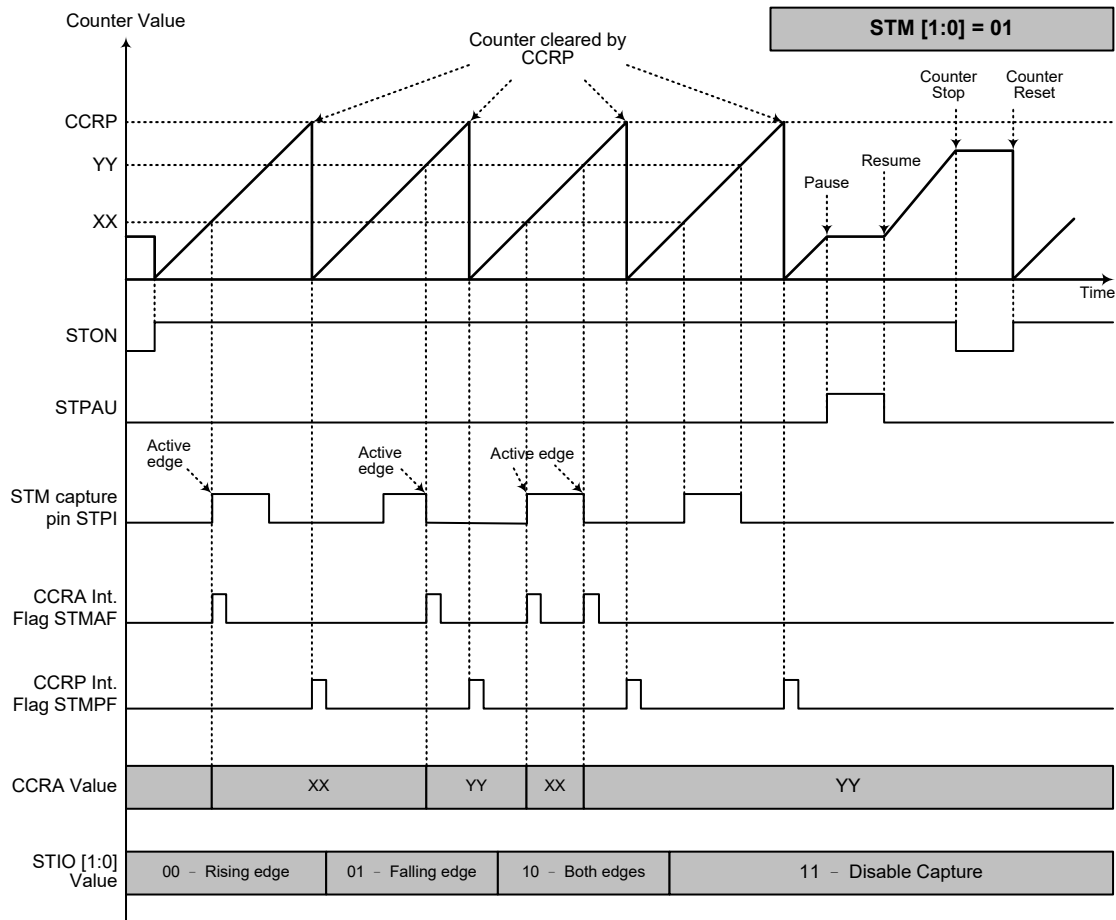 Counter Value
STM [1:0] = 01
Counter cleared by
CCRP
Counter
Stop
Counter
Reset
CCRP
YY
XX
Pause
Resume
Time
STON
STPAU
Active
edge
Active
edge
Active edge
STM capture
pin STPI
CCRA Int.
Flag STMAF
CCRP Int.
Flag STMPF
CCRA Value
XX
YY
XX
YY
STIO [1:0]
Value
00 – Rising edge
01 – Falling edge
10 – Both edges
11 – Disable Capture